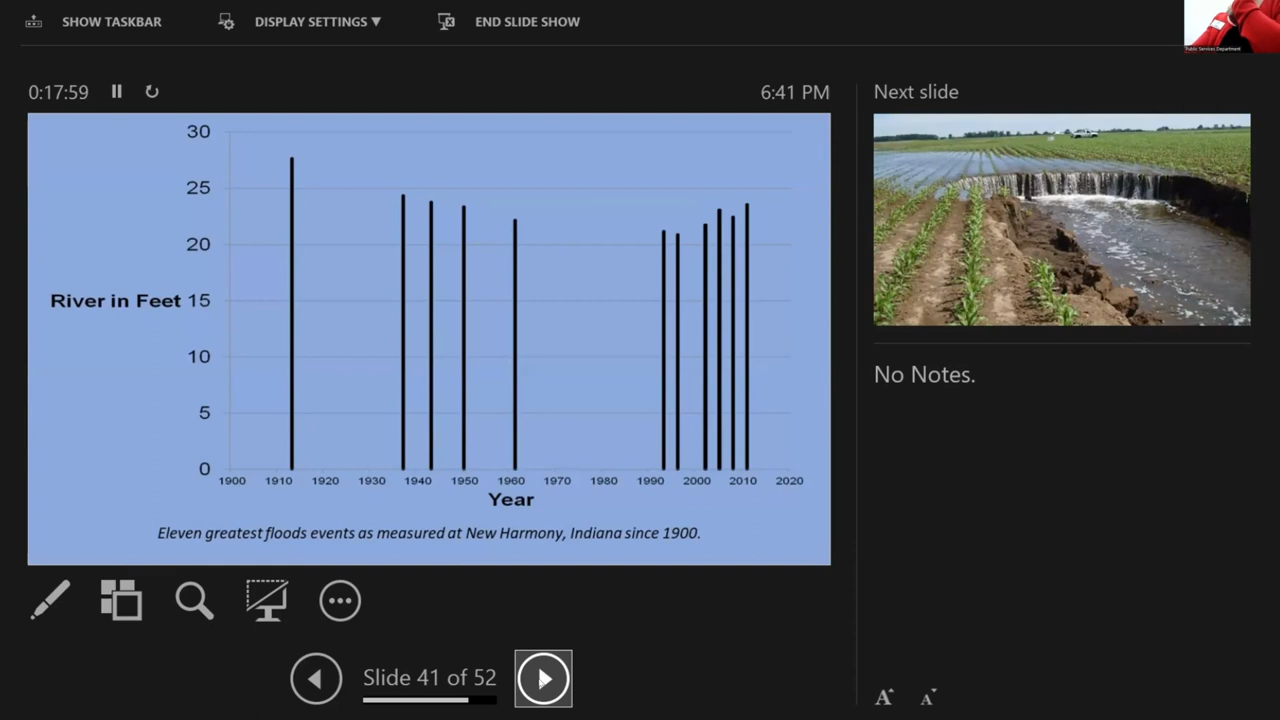 SHOW TASKBAR
DISPLAY SETTINGS ▼
END SLIDE SHOW
Public Services Department
0:17:59
6:41 PM
Next slide
30
25
20
River in Feet 15
10
5
0
1900 1910 1920 1930 1940 1950 1960 1970 1980 1990 2000 2010 2020
Year
Eleven greatest floods events as measured at New Harmony, Indiana since 1900.
No Notes.
Slide 41 of 52
A A